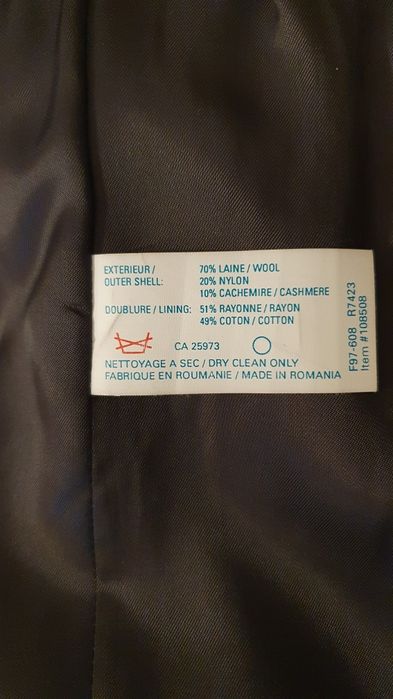 EXTERIEUR / 70% LAINE / WOOL
OUTER SHELL: 20% NYLON
10% CACHEMIRE / CASHMERE
DOUBLURE / LINING: 51% RAYONNE / RAYON
49% COTON / COTTON
CA 25973
NETTOYAGE A SEC / DRY CLEAN ONLY
FABRIQUE EN ROUMANIE / MADE IN ROMANIA
F97-608 R7423
Item #108508